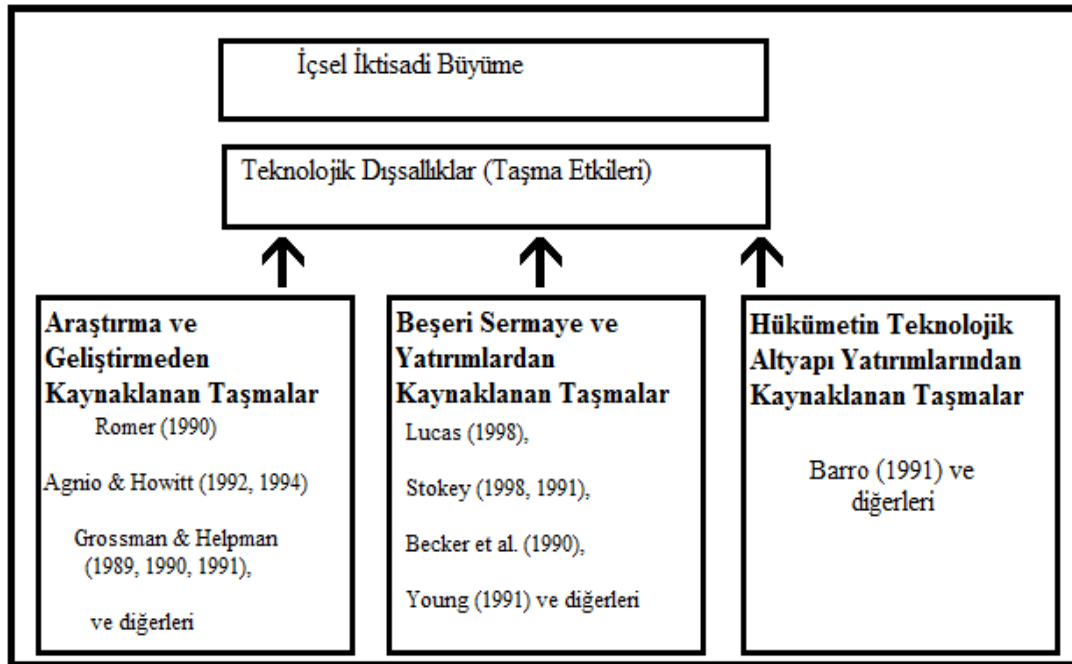 İçsel İktisadi Büyüme
Teknolojik Dışsallıklar (Taşma Etkileri)
Araştırma ve
Geliştirmeden
Kaynaklanan Taşmalar
Romer (1990)
Agnio & Howitt (1992, 1994)
Grossman & Helpman
(1989, 1990, 1991),
ve diğerleri
Beşeri Sermaye ve
Yatırımlardan
Kaynaklanan Taşmalar
Lucas (1998),
Stokey (1998, 1991),
Becker et al. (1990),
Young (1991) ve diğerleri
Hükümetin Teknolojik
Altyapı Yatırımlarından
Kaynaklanan Taşmalar
Barro (1991) ve
diğerleri